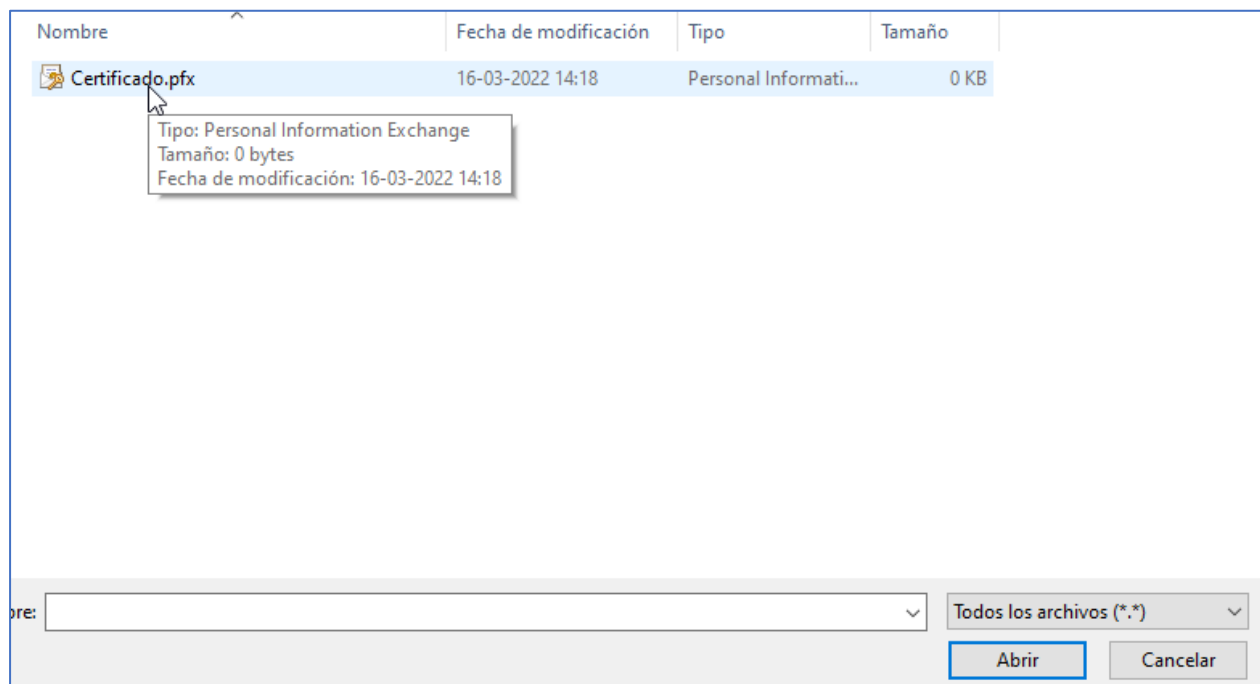 Nombre Fecha de modificación Tipo Tamaño
Certificado.pfx 16-03-2022 14:18 Personal Informati... 0 KB
Tipo: Personal Information Exchange
Tamaño: 0 bytes
Fecha de modificación: 16-03-2022 14:18
bre: Todos los archivos (*.*)
Abrir Cancelar